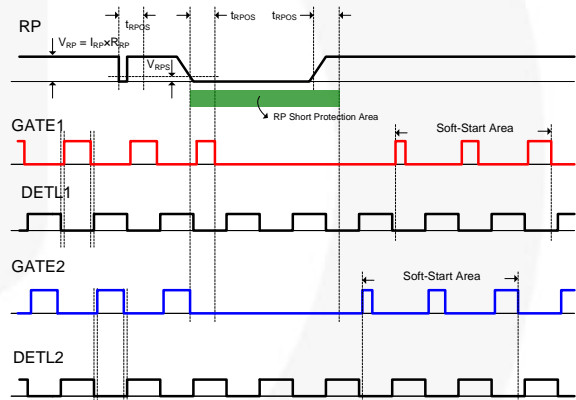 RP
tRPOS
tRPOS
tRPOS
VRP = IRP×RRP
VRPS
RP Short Protection Area
GATE1
Soft-Start Area
DETL1
GATE2
Soft-Start Area
DETL2